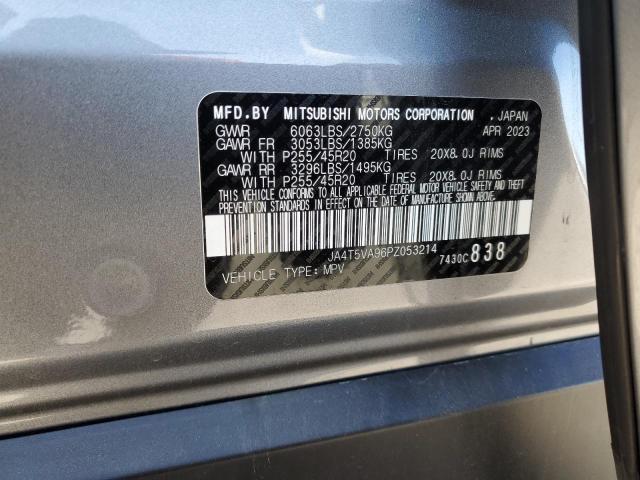 MFD.BY MITSUBISHI MOTORS CORPORATION . JAPAN
GVWR 6063LBS/2750KG APR 2023
GAWR FR 3053LBS/1385KG
WITH P255/45R20 TIRES 20X8.0J RIMS
GAWR RR 3296LBS/1495KG
WITH P255/45R20 TIRES 20X8.0J RIMS
THIS VEHICLE CONFORMS TO ALL APPLICABLE FEDERAL MOTOR VEHICLE SAFETY AND THEFT
PREVENTION STANDARDS IN EFFECT ON THE DATE OF MANUFACTURE SHOWN ABOVE.
JA4T5VA96PZ053214
7430C 838
VEHICLE TYPE: MPV